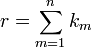 r = \sum_{m=1}^{n} k_m